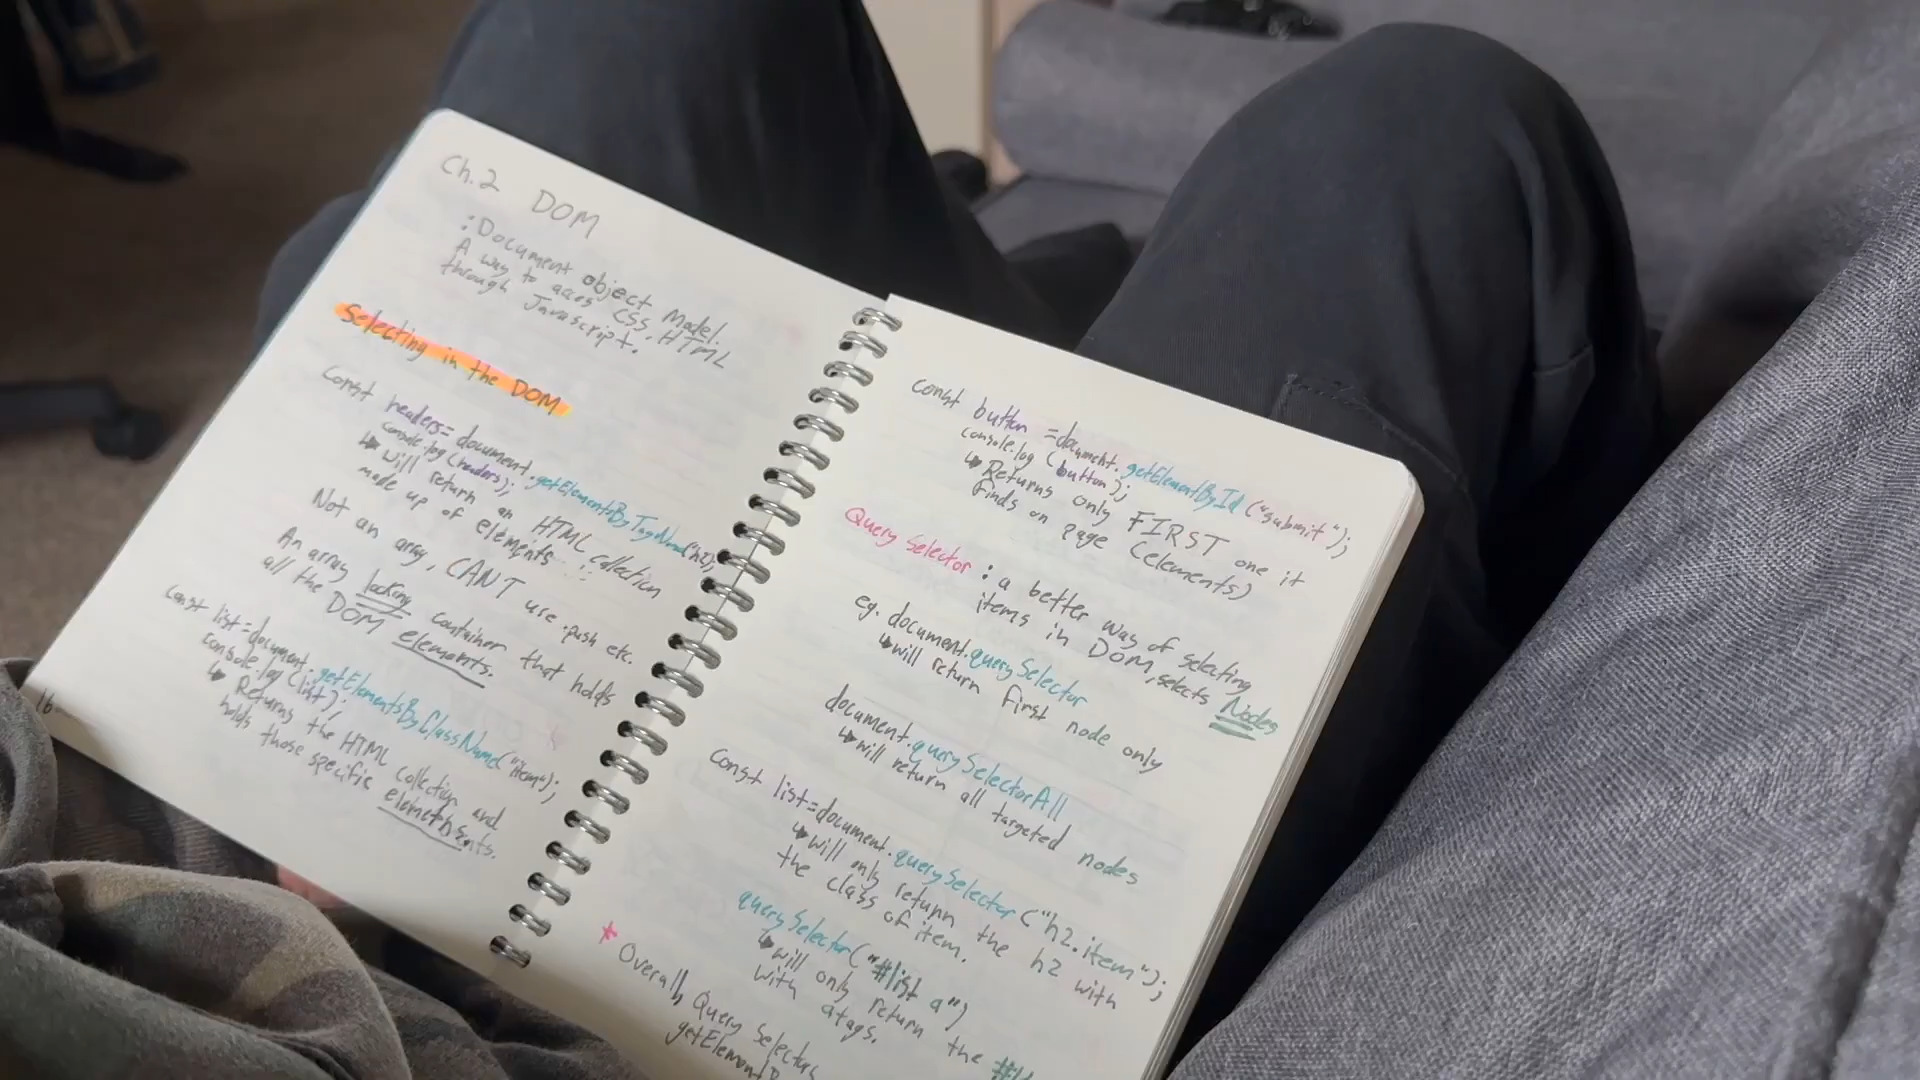 Ch.2 DOM
: Document object Model.
A way to acces CSS, HTML
through Javascript.
Selecting in the DOM
const headers= document.getElementsByTagName("h2");
console.log (headers);
↳ Will return an HTML collection
made up of elements
Not an array, CANT use .push etc.
An array looking container that holds
all the DOM elements.
const list=document.getElementsByClassName("item");
console.log (list);
↳ Returns the HTML collection and
holds those specific elements.
16
const button =document.getElementById ("submit");
console.log (button);
↳ Returns only FIRST one it
finds on page (elements)
Query Selector : a better way of selecting
items in DOM, selects Nodes
eg. document.querySelector
↳ will return first node only
document.querySelectorAll
↳ will return all targeted nodes
const list=document.querySelector("h2.item");
↳ will only return the h2 with
the class of item.
querySelector("#list a")
↳ will only return the
with a tags.
* Overall, Query Selectors